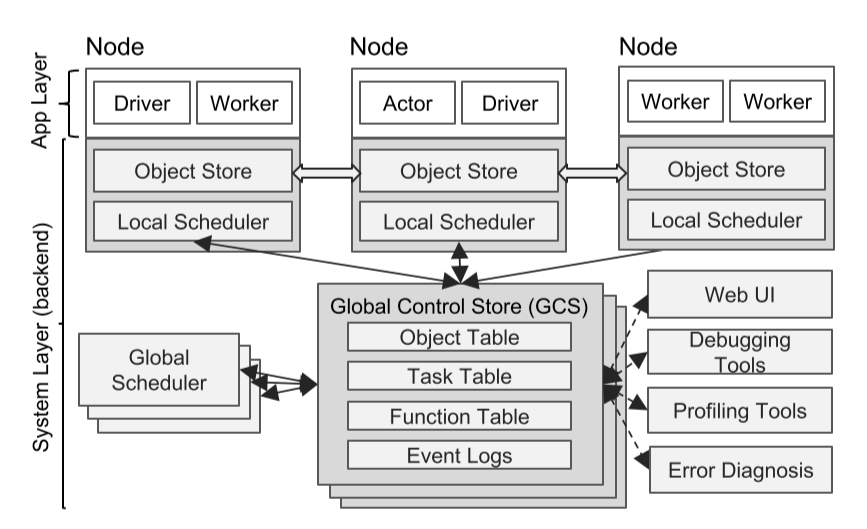 Node
Node
Node
App Layer
Driver
Worker
Actor
Driver
Worker
Worker
Object Store
Object Store
Object Store
Local Scheduler
Local Scheduler
Local Scheduler
System Layer (backend)
Global Control Store (GCS)
Object Table
Task Table
Function Table
Event Logs
Global
Scheduler
Web UI
Debugging
Tools
Profiling Tools
Error Diagnosis